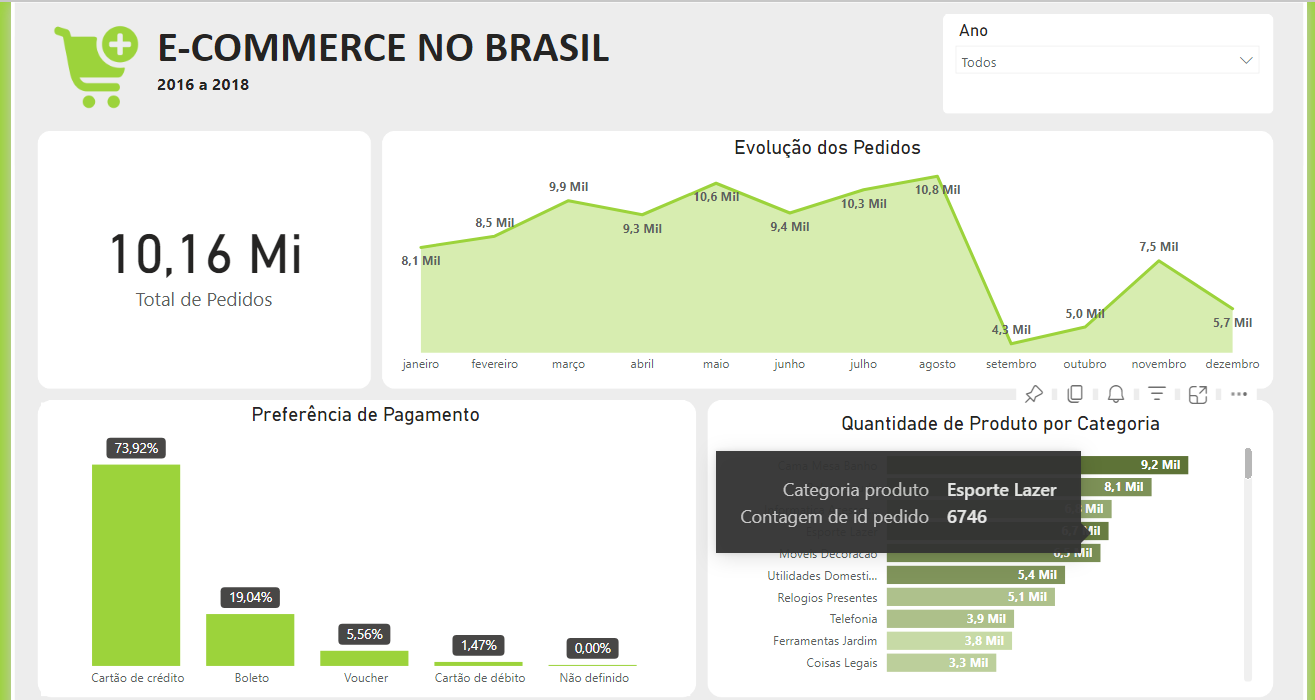 E-COMMERCE NO BRASIL
2016 a 2018
Ano
Todos
10,16 Mi
Total de Pedidos
Evolução dos Pedidos
8,1 Mil
8,5 Mil
9,9 Mil
9,3 Mil
10,6 Mil
9,4 Mil
10,3 Mil
10,8 Mil
4,3 Mil
5,0 Mil
7,5 Mil
5,7 Mil
janeiro fevereiro março abril maio junho julho agosto setembro outubro novembro dezembro
Preferência de Pagamento
73,92%
19,04%
5,56%
1,47%
0,00%
Cartão de crédito Boleto Voucher Cartão de débito Não definido
Quantidade de Produto por Categoria
Cama Mesa Banho 9,2 Mil
8,1 Mil
Mil
Categoria produto Esporte Lazer
Contagem de id pedido 6746
Esporte Lazer 6,7 Mil
Moveis Decoracao 6,5 Mil
Utilidades Domesti... 5,4 Mil
Relogios Presentes 5,1 Mil
Telefonia 3,9 Mil
Ferramentas Jardim 3,8 Mil
Coisas Legais 3,3 Mil